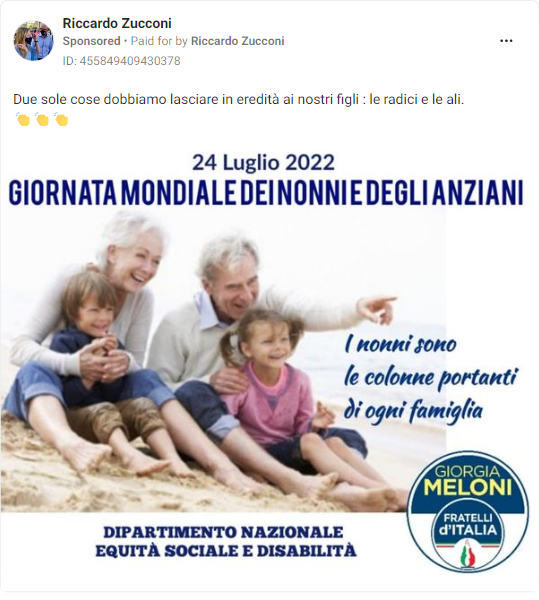 Riccardo Zucconi
Sponsored • Paid for by Riccardo Zucconi
ID: 455849409430378
Due sole cose dobbiamo lasciare in eredità ai nostri figli : le radici e le ali.
👏👏👏
24 Luglio 2022
GIORNATA MONDIALE DEI NONNI E DEGLI ANZIANI
I nonni sono
le colonne portanti
di ogni famiglia
GIORGIA
MELONI
FRATELLI
d'ITALIA
DIPARTIMENTO NAZIONALE
EQUITÀ SOCIALE E DISABILITÀ